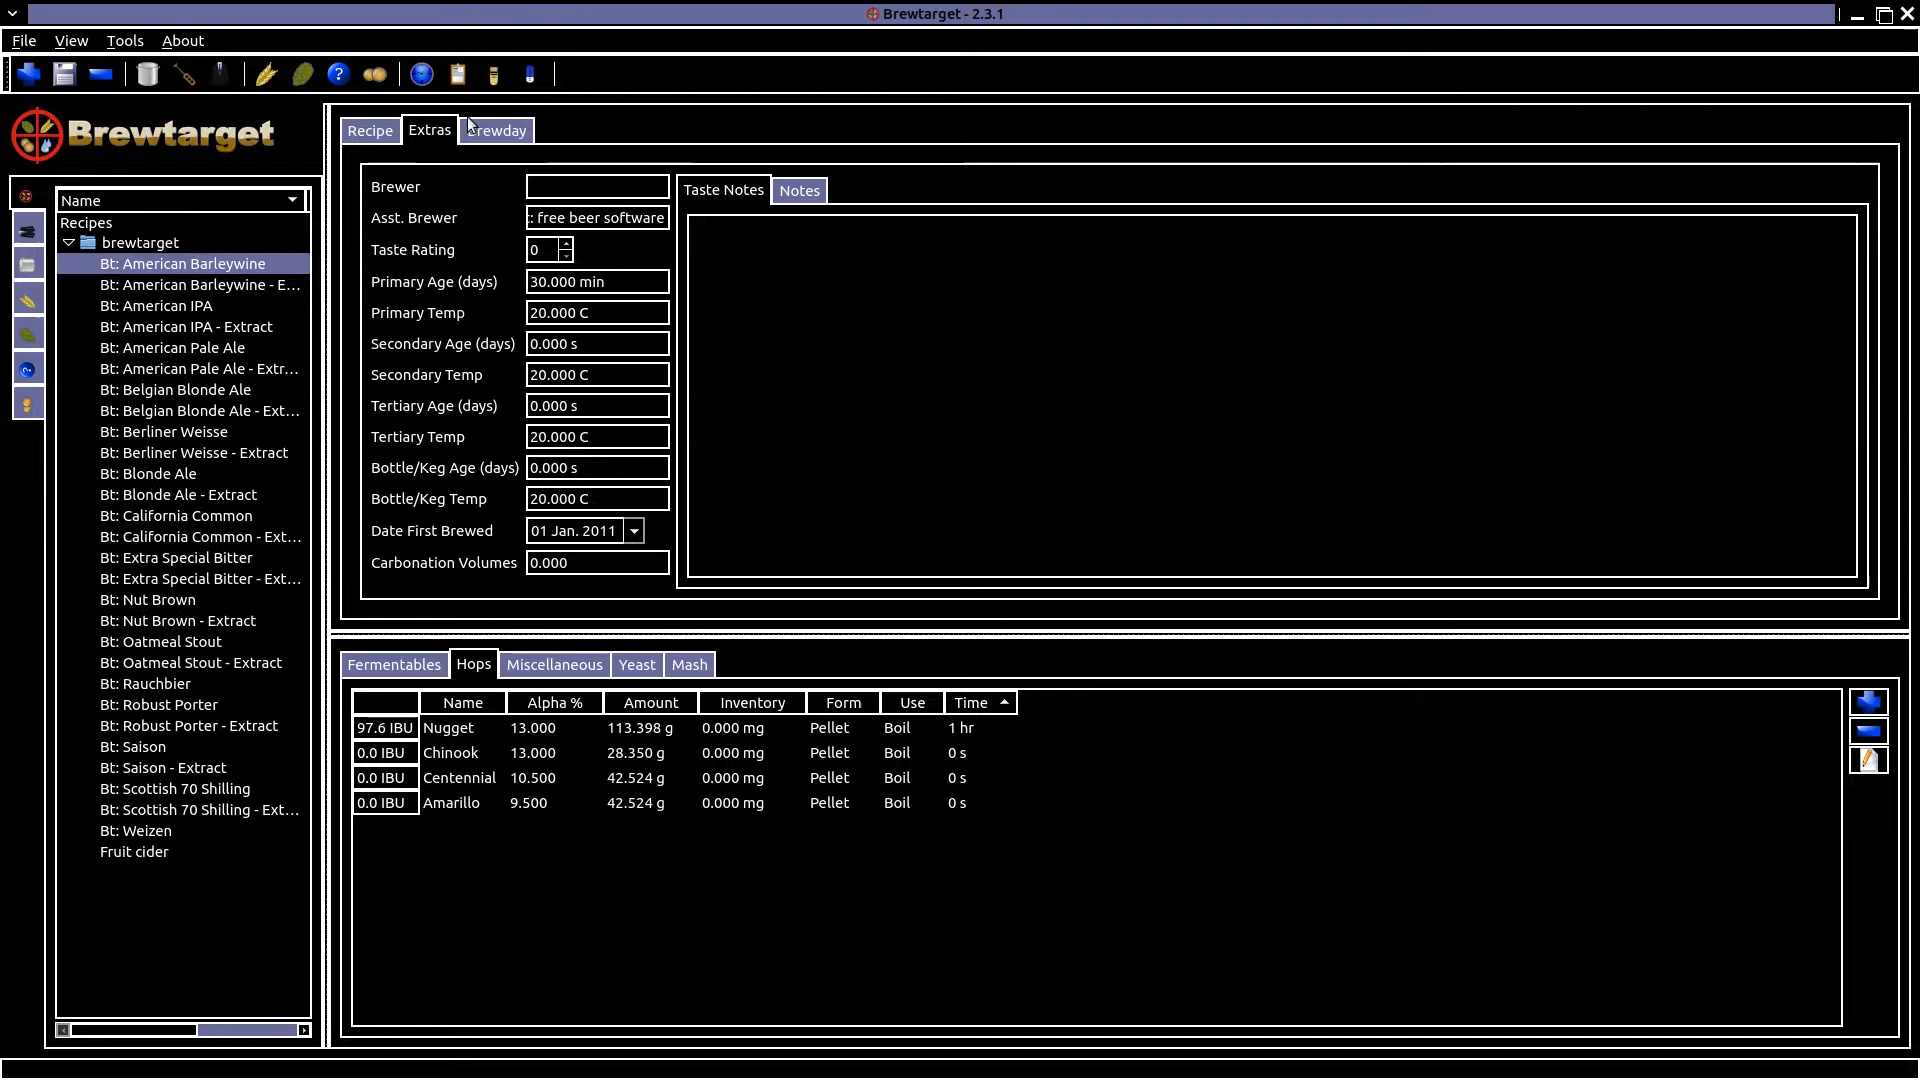 Brewtarget - 2.3.1
File View Tools About
Brewtarget
Name
Recipes
brewtarget
Bt: American Barleywine
Bt: American Barleywine - E...
Bt: American IPA
Bt: American IPA - Extract
Bt: American Pale Ale
Bt: American Pale Ale - Extr...
Bt: Belgian Blonde Ale
Bt: Belgian Blonde Ale - Ext...
Bt: Berliner Weisse
Bt: Berliner Weisse - Extract
Bt: Blonde Ale
Bt: Blonde Ale - Extract
Bt: California Common
Bt: California Common - Ext...
Bt: Extra Special Bitter
Bt: Extra Special Bitter - Ext...
Bt: Nut Brown
Bt: Nut Brown - Extract
Bt: Oatmeal Stout
Bt: Oatmeal Stout - Extract
Bt: Rauchbier
Bt: Robust Porter
Bt: Robust Porter - Extract
Bt: Saison
Bt: Saison - Extract
Bt: Scottish 70 Shilling
Bt: Scottish 70 Shilling - Ext...
Bt: Weizen
Fruit cider
Recipe Extras Brewday
Brewer
Asst. Brewer : free beer software
Taste Rating 0
Primary Age (days) 30.000 min
Primary Temp 20.000 C
Secondary Age (days) 0.000 s
Secondary Temp 20.000 C
Tertiary Age (days) 0.000 s
Tertiary Temp 20.000 C
Bottle/Keg Age (days) 0.000 s
Bottle/Keg Temp 20.000 C
Date First Brewed 01 Jan. 2011
Carbonation Volumes 0.000
Taste Notes Notes
Fermentables Hops Miscellaneous Yeast Mash
Name Alpha % Amount Inventory Form Use Time
97.6 IBU Nugget 13.000 113.398 g 0.000 mg Pellet Boil 1 hr
0.0 IBU Chinook 13.000 28.350 g 0.000 mg Pellet Boil 0 s
0.0 IBU Centennial 10.500 42.524 g 0.000 mg Pellet Boil 0 s
0.0 IBU Amarillo 9.500 42.524 g 0.000 mg Pellet Boil 0 s